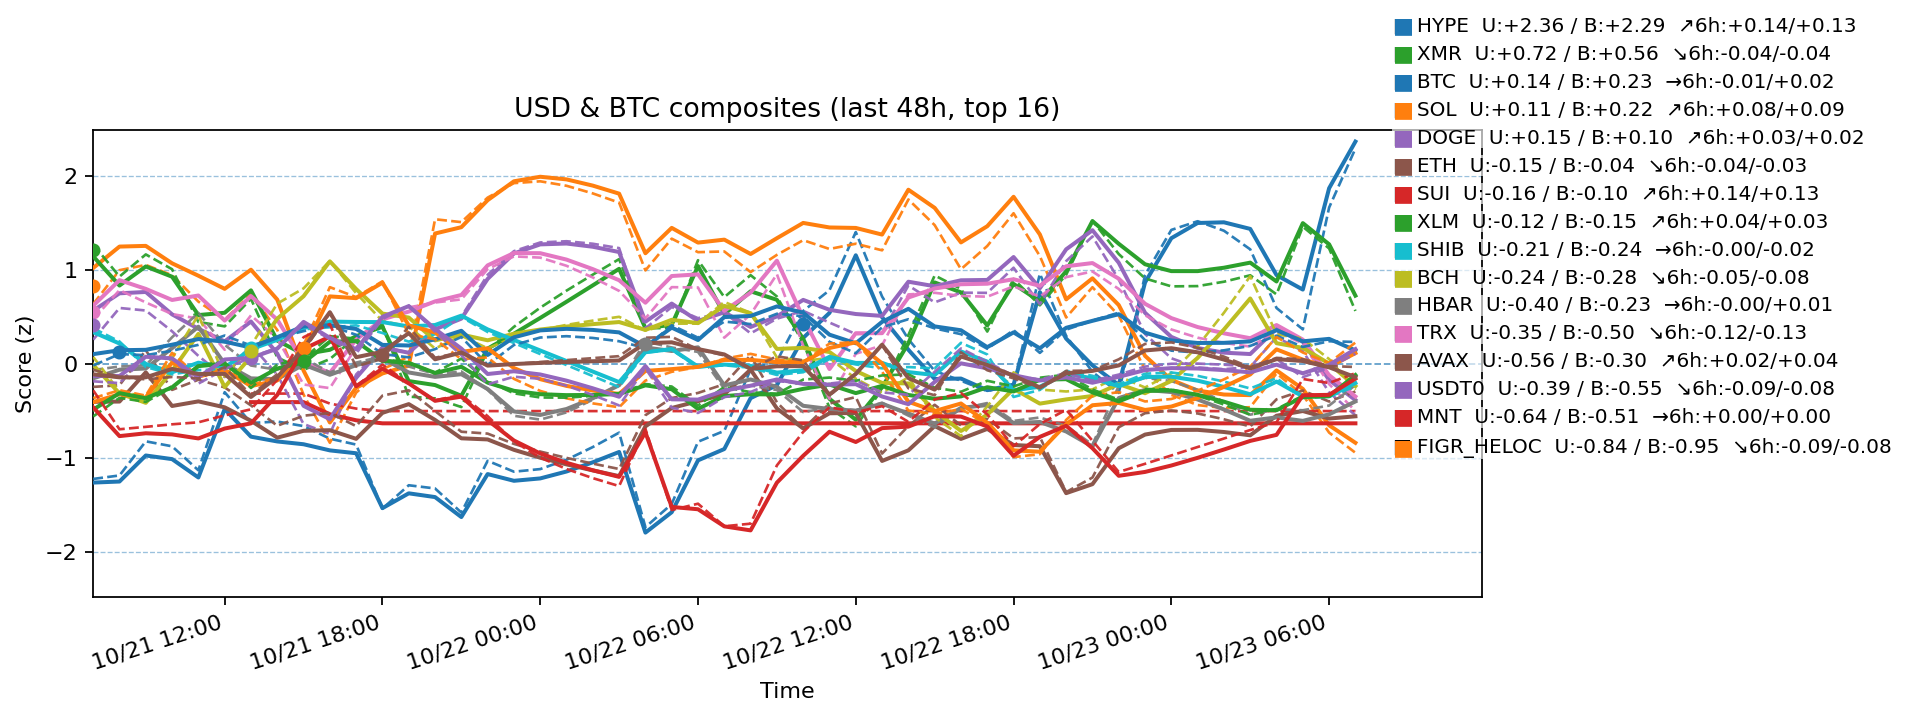 HYPE U:+2.36 / B:+2.29 ↗6h:+0.14/+0.13
XMR U:+0.72 / B:+0.56 ↘6h:-0.04/-0.04
BTC U:+0.14 / B:+0.23 →6h:-0.01/+0.02
SOL U:+0.11 / B:+0.22 ↗6h:+0.08/+0.09
DOGE U:+0.15 / B:+0.10 ↗6h:+0.03/+0.02
ETH U:-0.15 / B:-0.04 ↘6h:-0.04/-0.03
SUI U:-0.16 / B:-0.10 ↗6h:+0.14/+0.13
XLM U:-0.12 / B:-0.15 ↗6h:+0.04/+0.03
SHIB U:-0.21 / B:-0.24 →6h:-0.00/-0.02
BCH U:-0.24 / B:-0.28 ↘6h:-0.05/-0.08
HBAR U:-0.40 / B:-0.23 →6h:-0.00/+0.01
TRX U:-0.35 / B:-0.50 ↘6h:-0.12/-0.13
AVAX U:-0.56 / B:-0.30 ↗6h:+0.02/+0.04
USDT0 U:-0.39 / B:-0.55 ↘6h:-0.09/-0.08
MNT U:-0.64 / B:-0.51 →6h:+0.00/+0.00
FIGR_HELOC U:-0.84 / B:-0.95 ↘6h:-0.09/-0.08
USD & BTC composites (last 48h, top 16)
Score (z)
2
1
0
−1
−2
10/21 12:00
10/21 18:00
10/22 00:00
10/22 06:00
10/22 12:00
10/22 18:00
10/23 00:00
10/23 06:00
Time